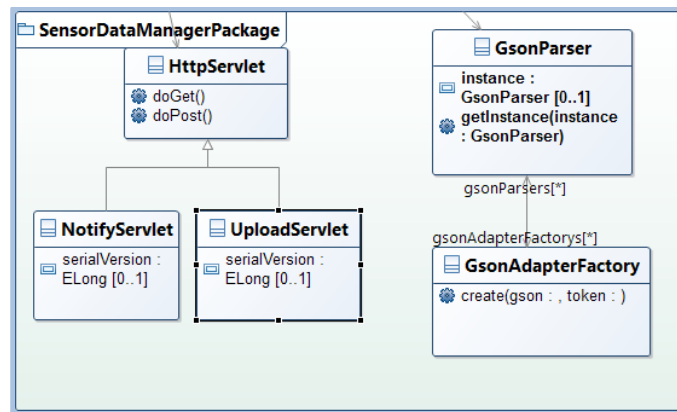 SensorDataManagerPackage
HttpServlet
doGet()
doPost()
NotifyServlet
serialVersion :
ELong [0..1]
UploadServlet
serialVersion :
ELong [0..1]
GsonParser
instance :
GsonParser [0..1]
getInstance(instance
: GsonParser)
gsonParsers[*]
gsonAdapterFactorys[*]
GsonAdapterFactory
create(gson : , token : )